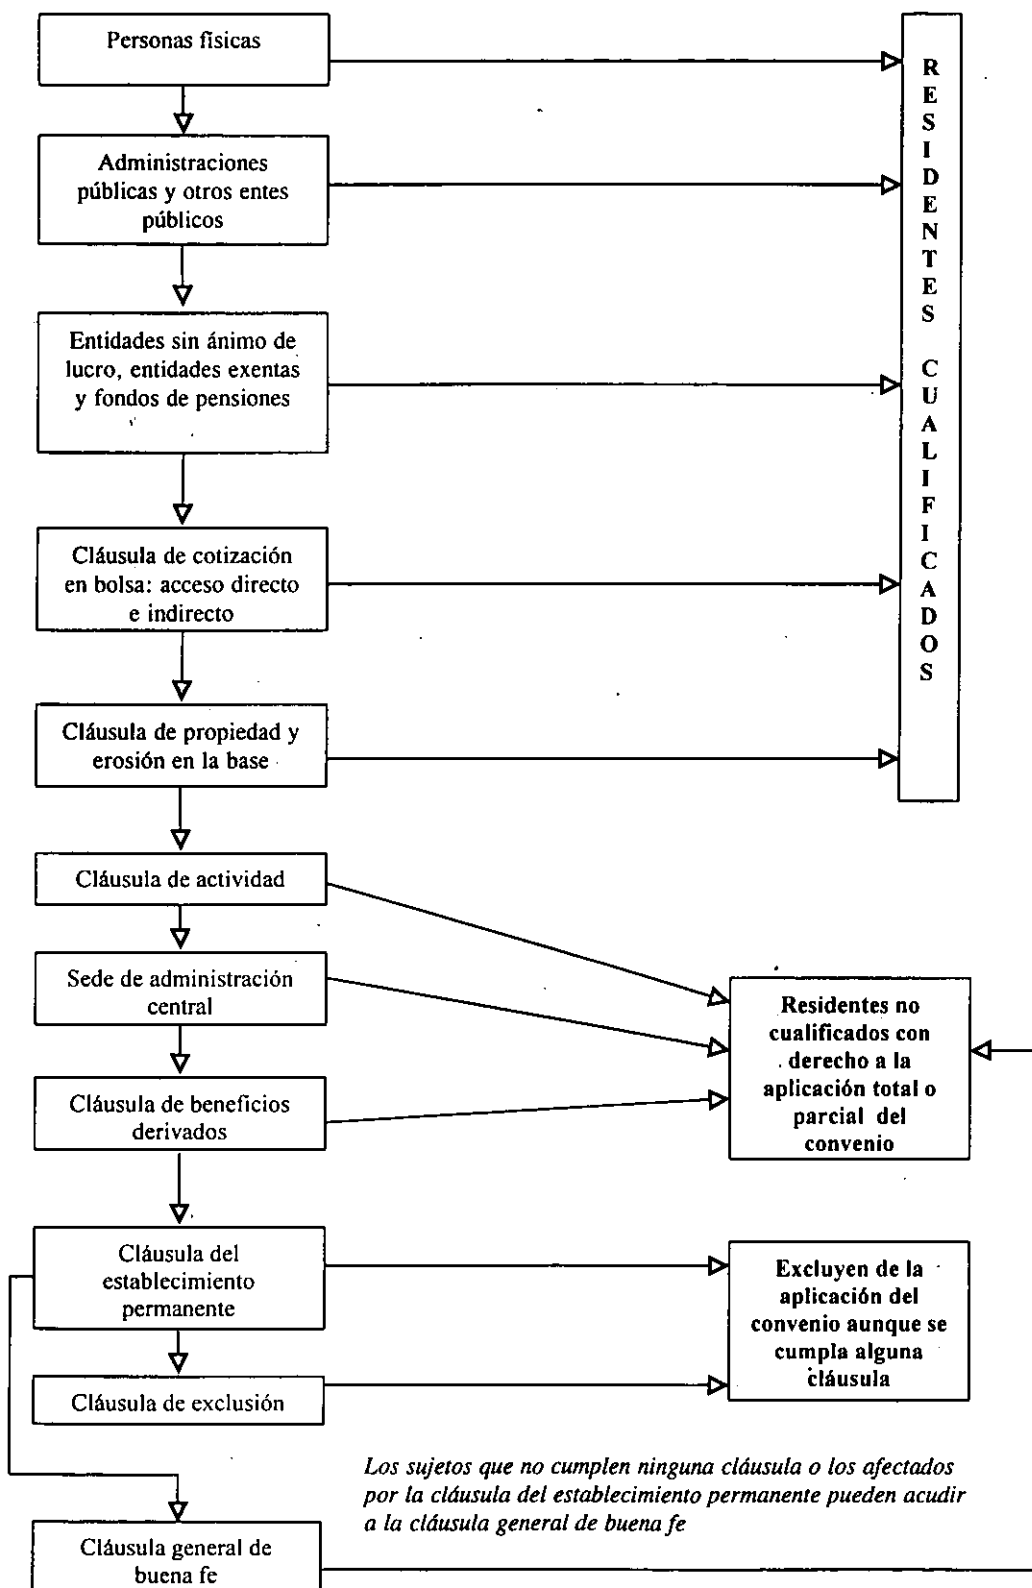 Personas físicas
Administraciones
públicas y otros entes
públicos
Entidades sin ánimo de
lucro, entidades exentas
y fondos de pensiones
Cláusula de cotización
en bolsa: acceso directo
e indirecto
Cláusula de propiedad y
erosión en la base
RESIDENTES CUALIFICADOS
Cláusula de actividad
Sede de administración
central
Cláusula de beneficios
derivados
Residentes no
cualificados con
derecho a la
aplicación total o
parcial del
convenio
Cláusula del
establecimiento
permanente
Cláusula de exclusión
Excluyen de la
aplicación del
convenio aunque se
cumpla alguna
cláusula
Los sujetos que no cumplen ninguna cláusula o los afectados
por la cláusula del establecimiento permanente pueden acudir
a la cláusula general de buena fe
Cláusula general de
buena fe